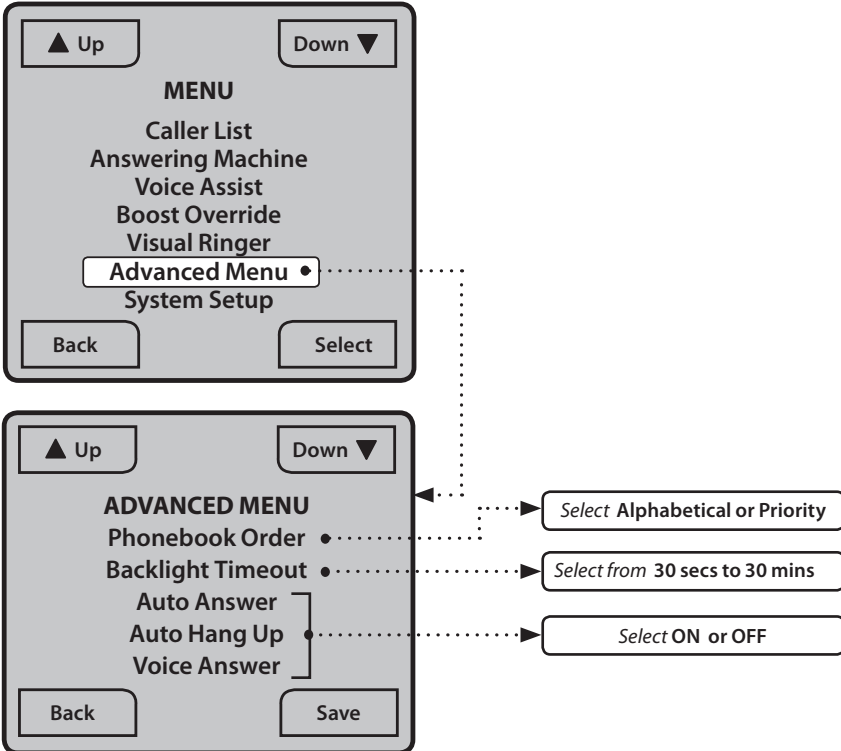 ▲ Up
Down ▼
MENU
Caller List
Answering Machine
Voice Assist
Boost Override
Visual Ringer
Advanced Menu
System Setup
Back
Select
▲ Up
Down ▼
ADVANCED MENU
Phonebook Order
Backlight Timeout
Auto Answer
Auto Hang Up
Voice Answer
Back
Save
Select Alphabetical or Priority
Select from 30 secs to 30 mins
Select ON or OFF